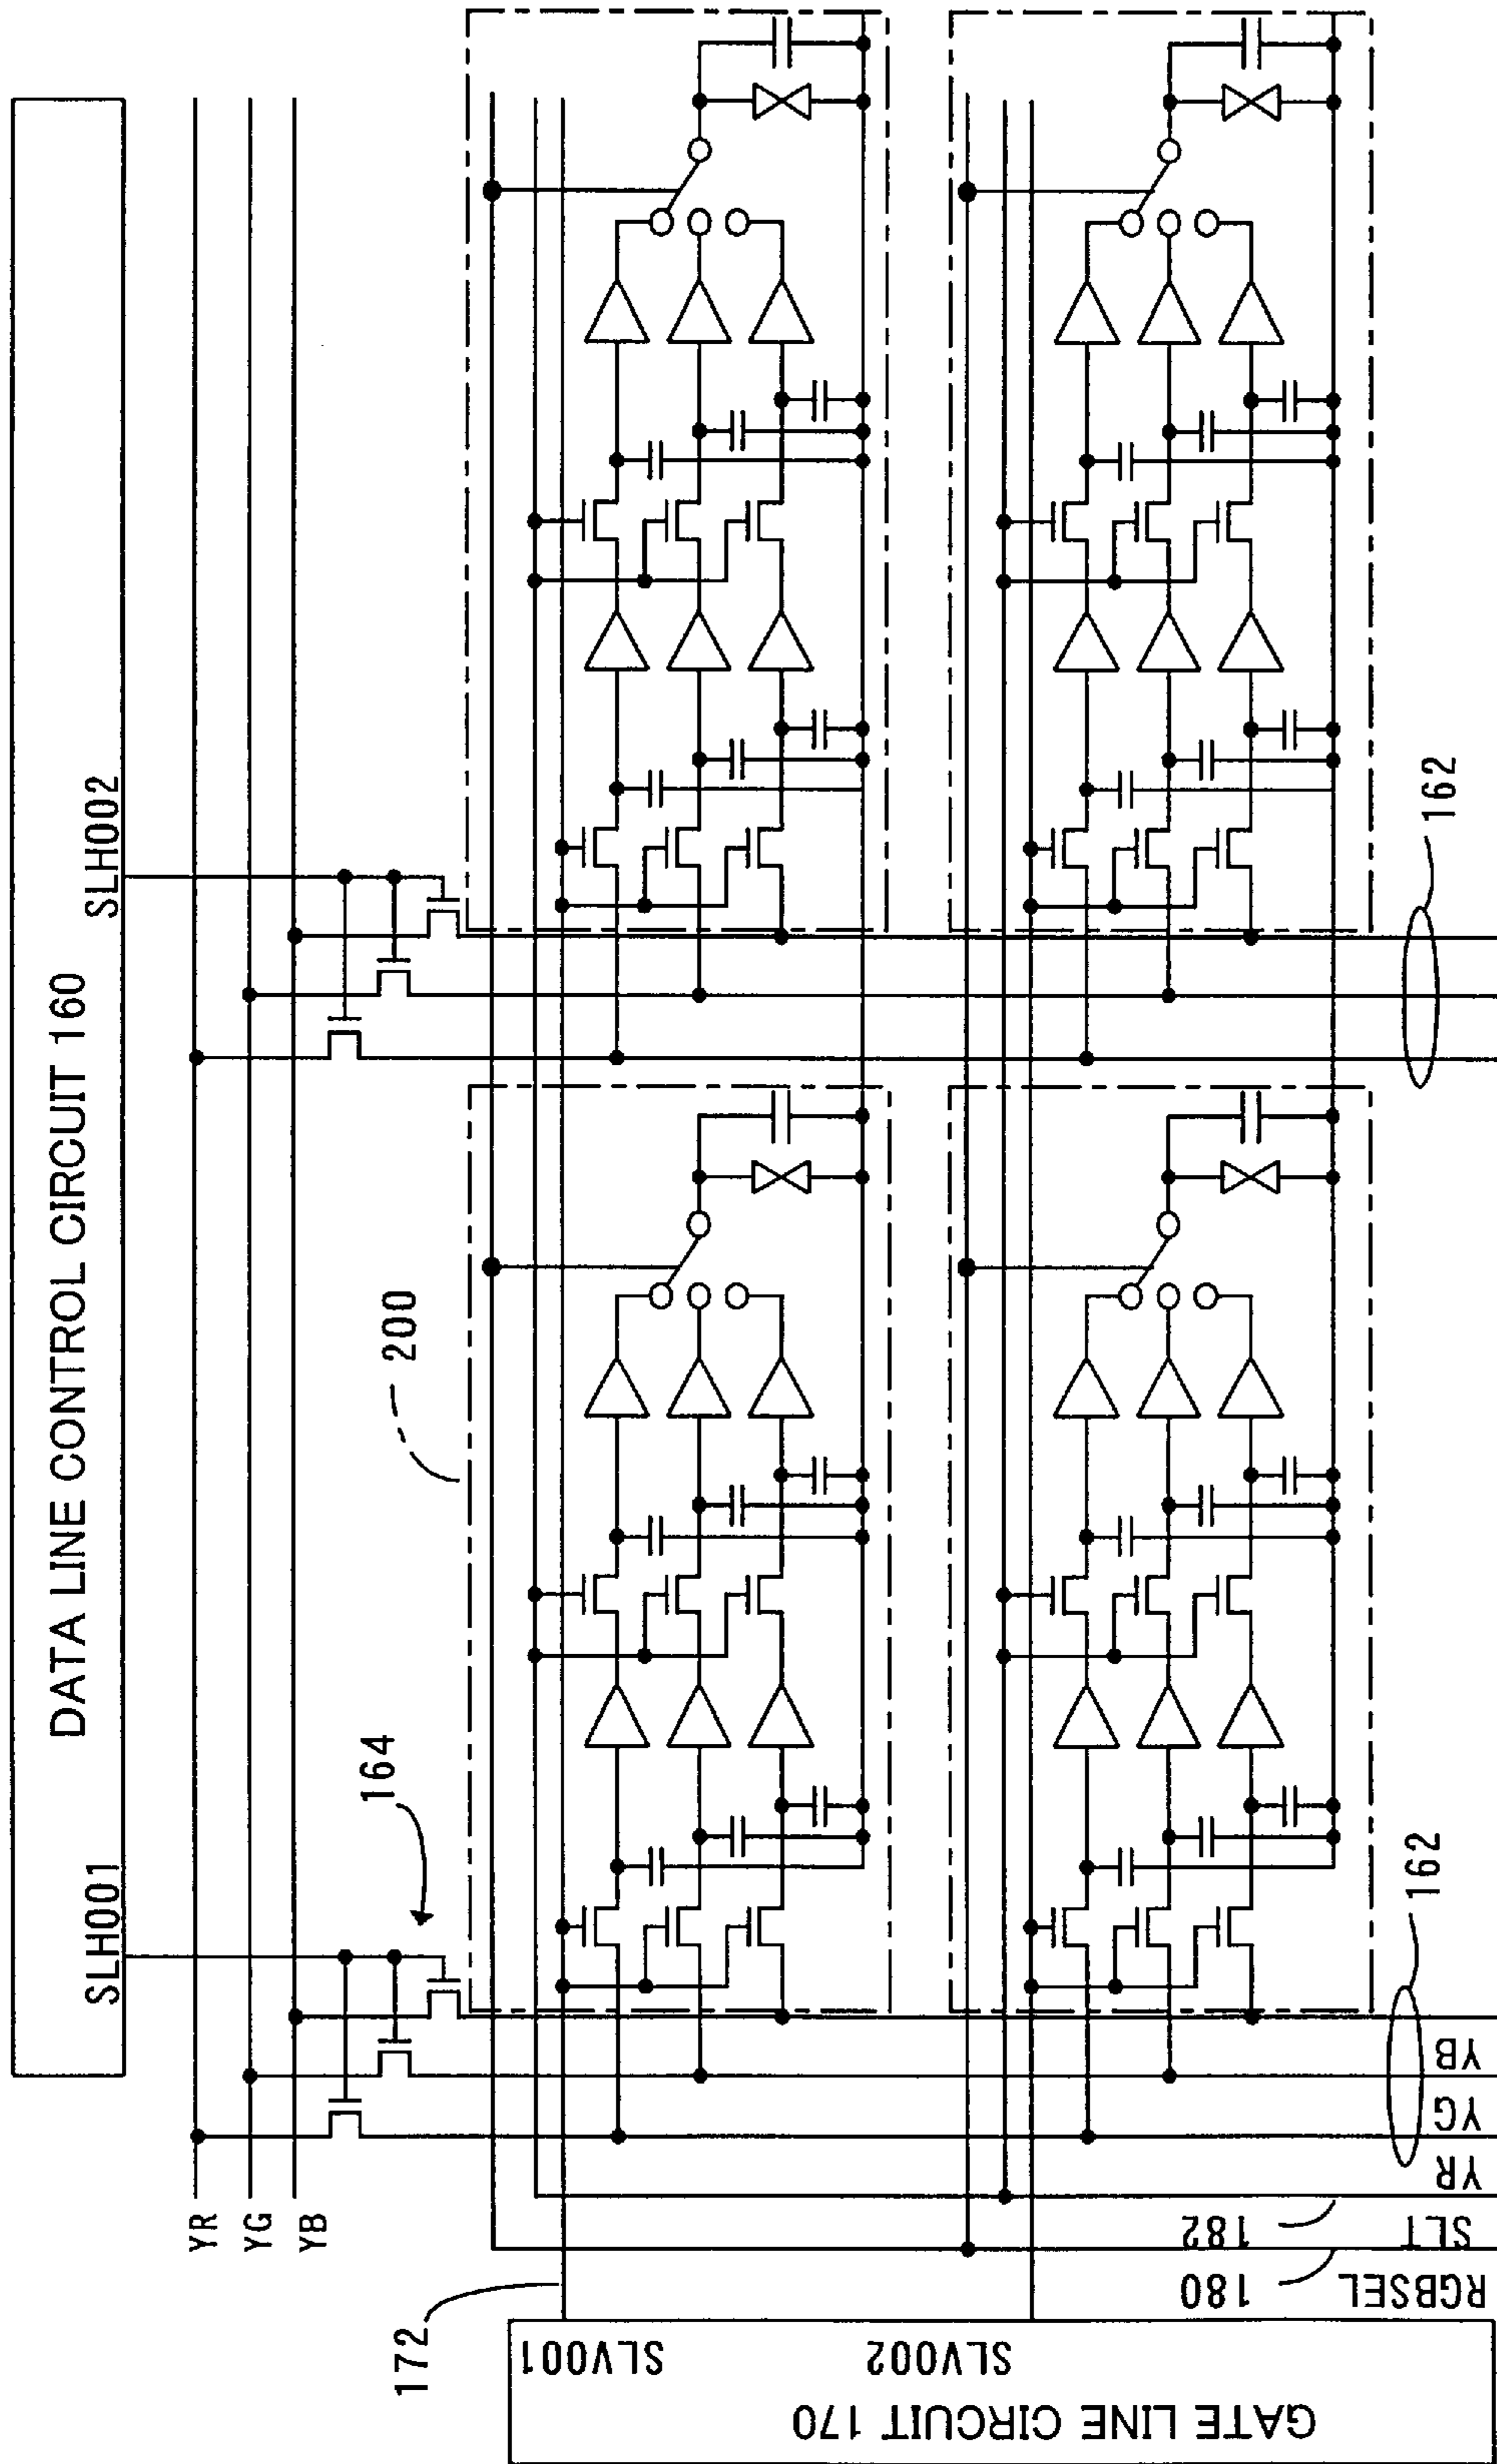 DATA LINE CONTROL CIRCUIT 160
SLH001
SLH002
YR
YG
YB
164
200
172
SLV001
SLV002
GATE LINE CIRCUIT 170
RGBSEL
180
SLT
182
YR
YG
YB
162
162